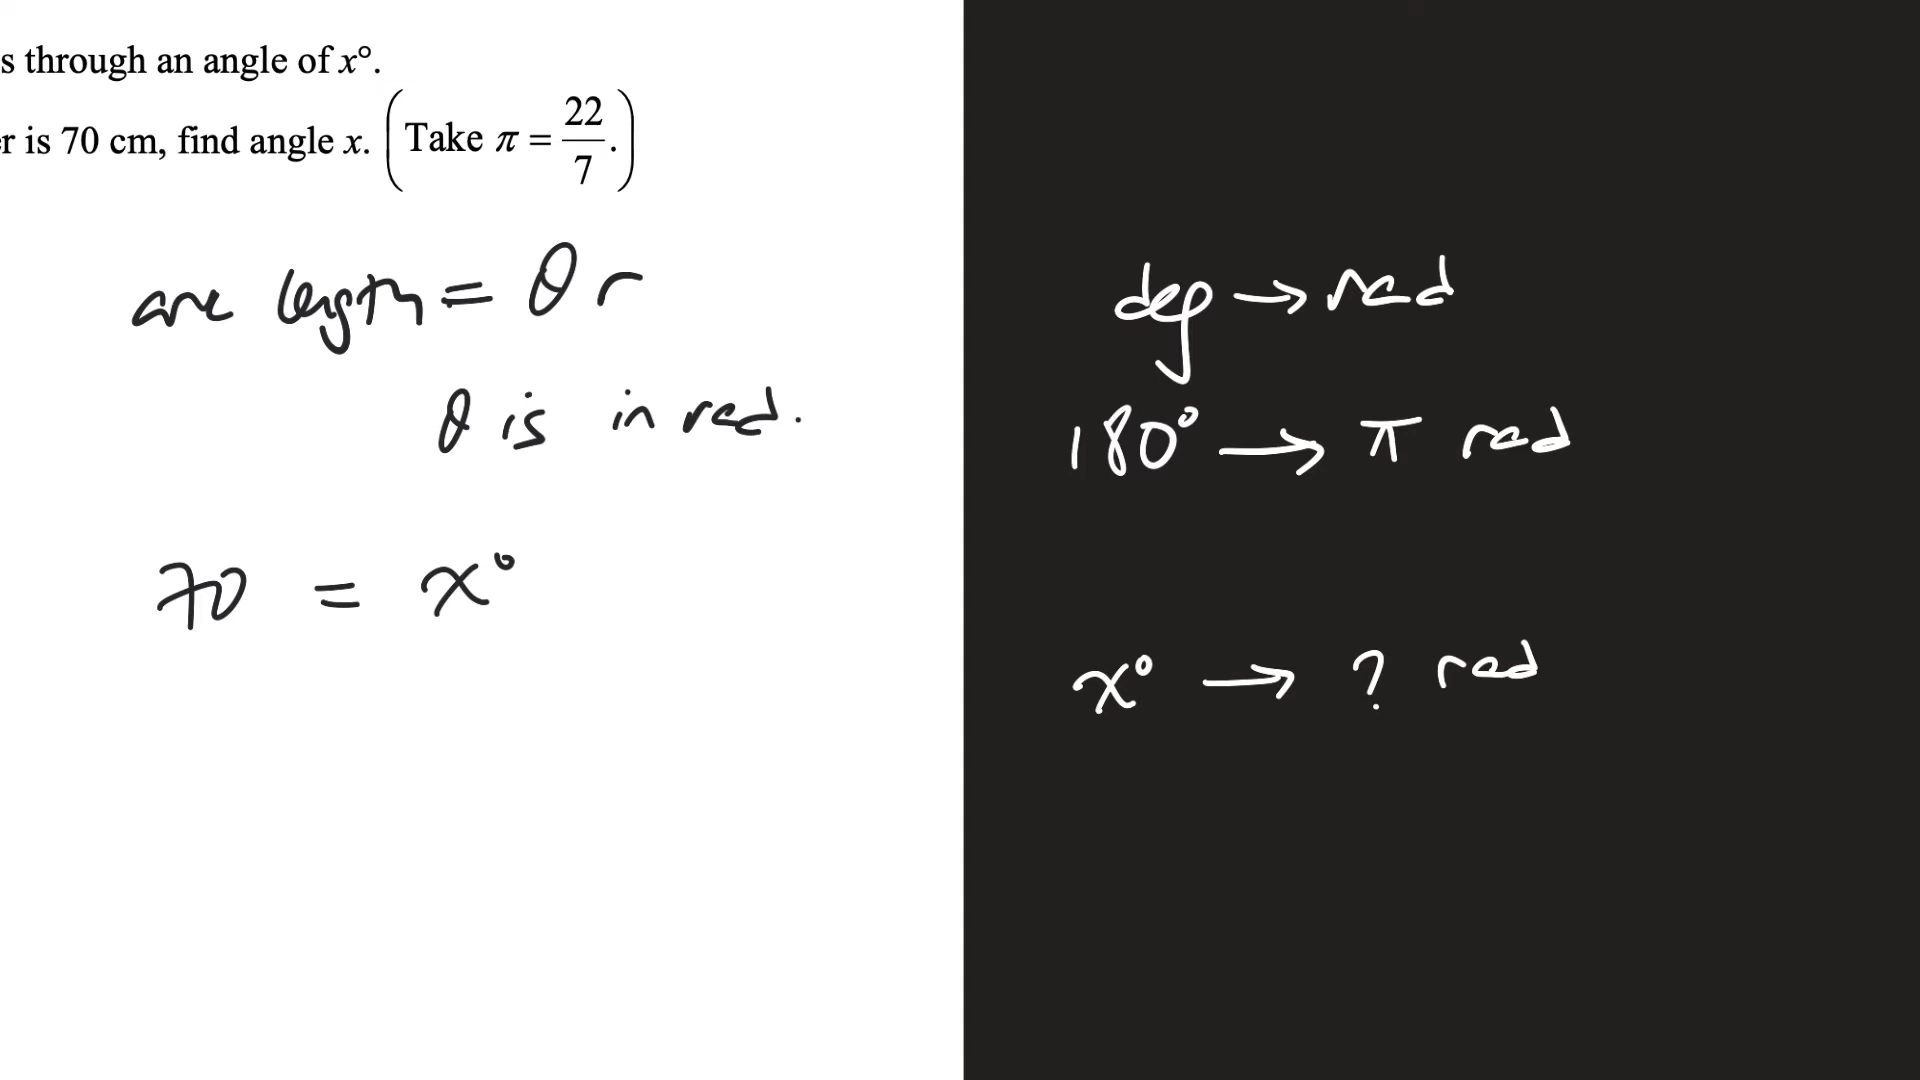 s through an angle of x°.
r is 70 cm, find angle x. (Take π = 22/7.)
arc length = θ r
θ is in rad.
70 = x°
deg → rad
180° → π rad
x° → ? rad